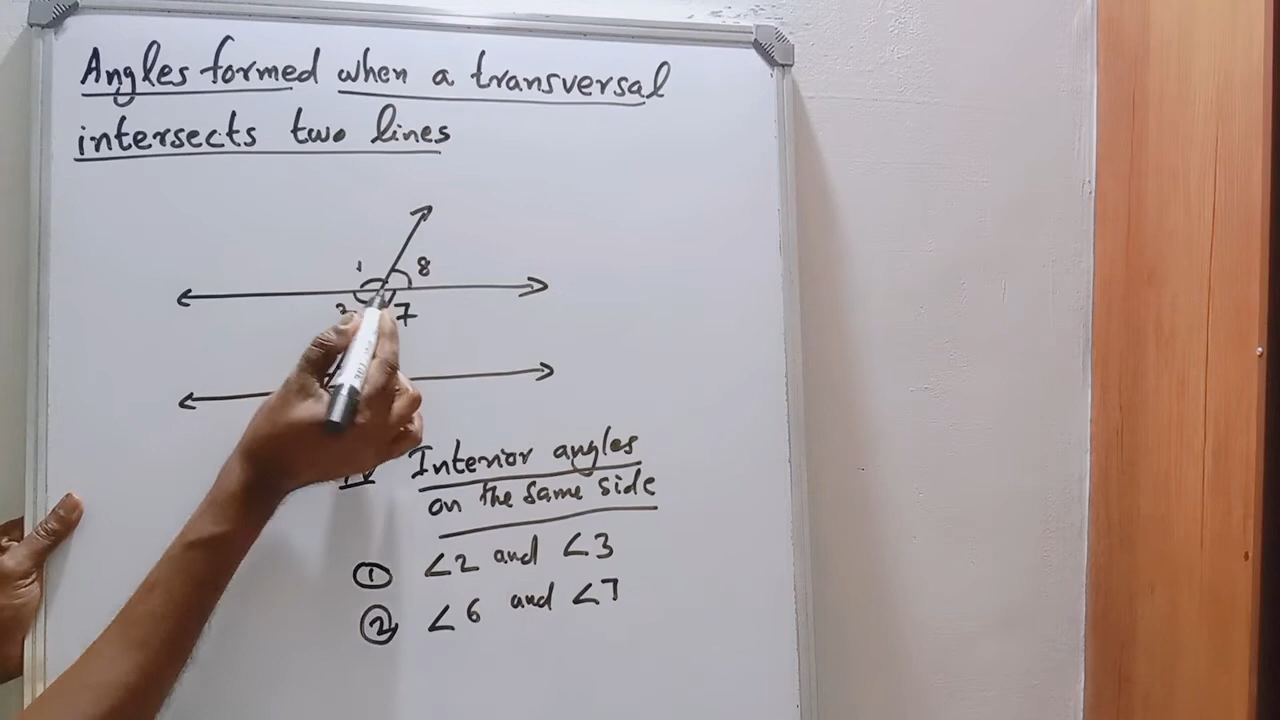 Angles formed when a transversal
intersects two lines
1
8
7
Interior angles
on the same side
① ∠2 and ∠3
② ∠6 and ∠7